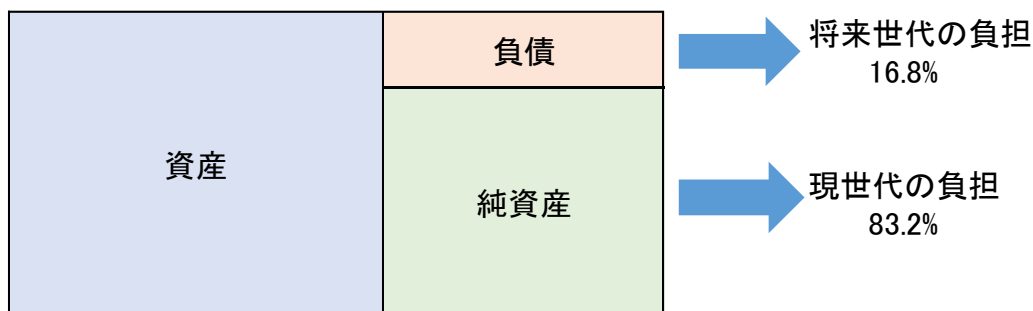 資産
負債
純資産
将来世代の負担
16.8%
現世代の負担
83.2%